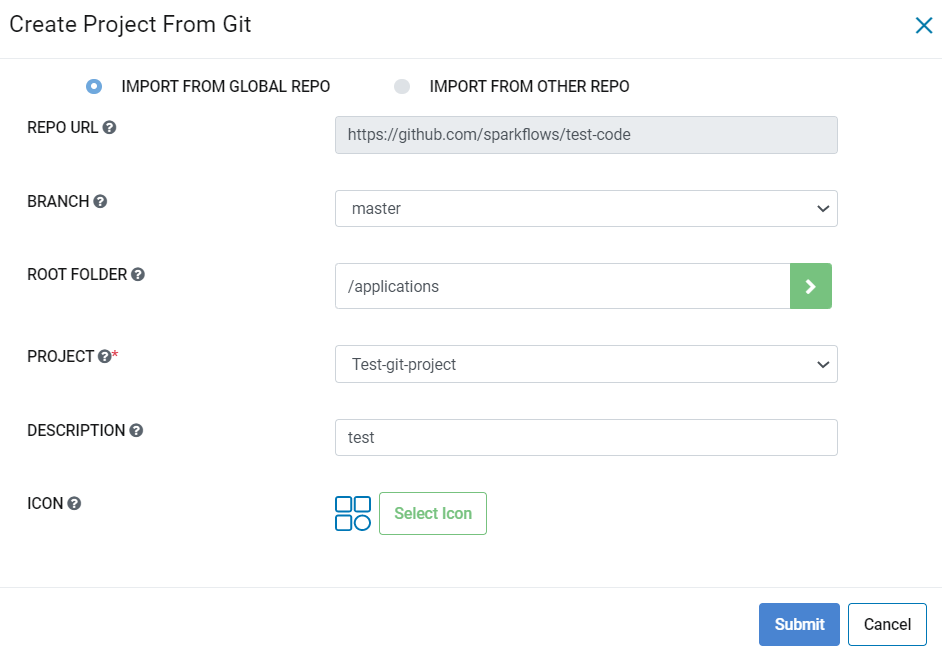 Create Project From Git
IMPORT FROM GLOBAL REPO IMPORT FROM OTHER REPO
REPO URL
https://github.com/sparkflows/test-code
BRANCH
master
ROOT FOLDER
/applications
PROJECT *
Test-git-project
DESCRIPTION
test
ICON
Select Icon
Submit Cancel